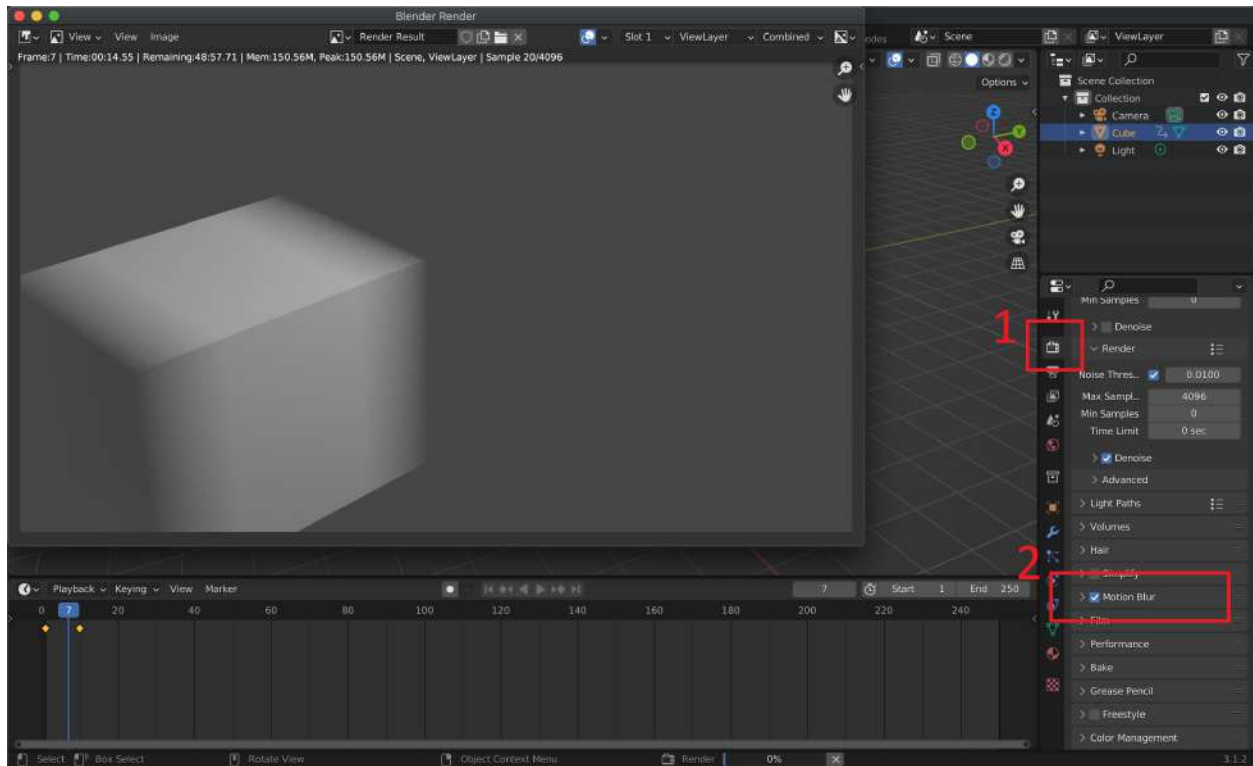 Blender Render
View View Image Render Result Slot 1 ViewLayer Combined
Frame:7 | Time:00:14.55 | Remaining:48:57.71 | Mem:150.56M, Peak:150.56M | Scene, ViewLayer | Sample 20/4096
Scene ViewLayer
Options
Scene Collection
Collection
Camera
Cube
Light
Z
Y
X
1
Min Samples 0
Denoise
Render
Noise Thres... 0.0100
Max Sampl... 4096
Min Samples 0
Time Limit 0 sec
Denoise
Advanced
Light Paths
Volumes
Hair
2
Simplify
Motion Blur
Film
Performance
Bake
Grease Pencil
Freestyle
Color Management
Playback Keying View Marker 7 Start 1 End 250
0 7 20 40 60 80 100 120 140 160 180 200 220 240
Select Box Select Rotate View Object Context Menu Render 0% 3.1.2